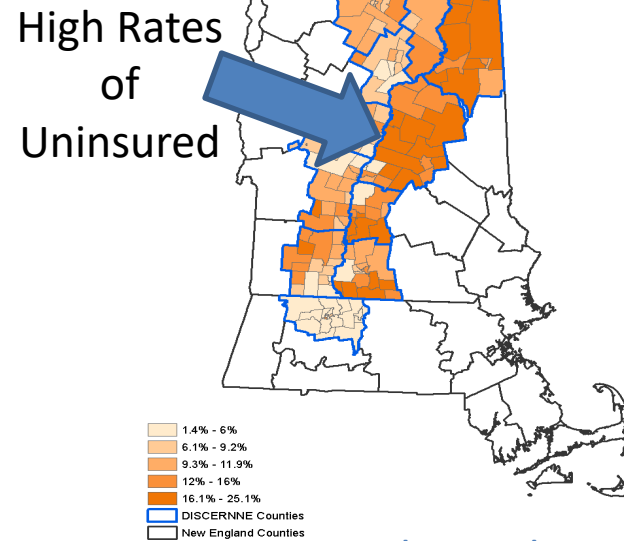 High Rates
of
Uninsured
1.4% - 6%
6.1% - 9.2%
9.3% - 11.9%
12% - 16%
16.1% - 25.1%
DISCERNNE Counties
New England Counties